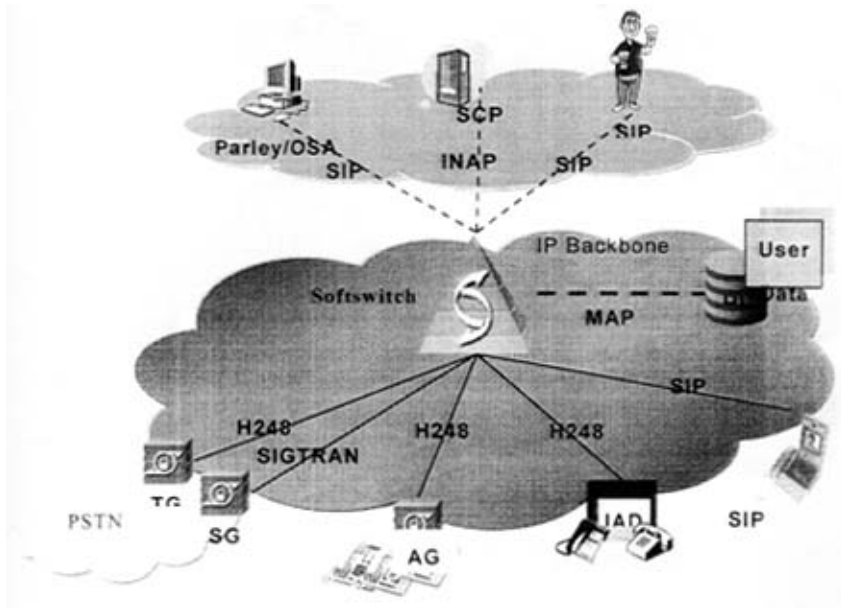 SCP
Parley/OSA
SIP
SIP
INAP
SIP
IP Backbone
User
Data
Softswitch
MAP
SIP
H248
H248
H248
SIGTRAN
TG
IAD
PSTN
SG
AG
SIP